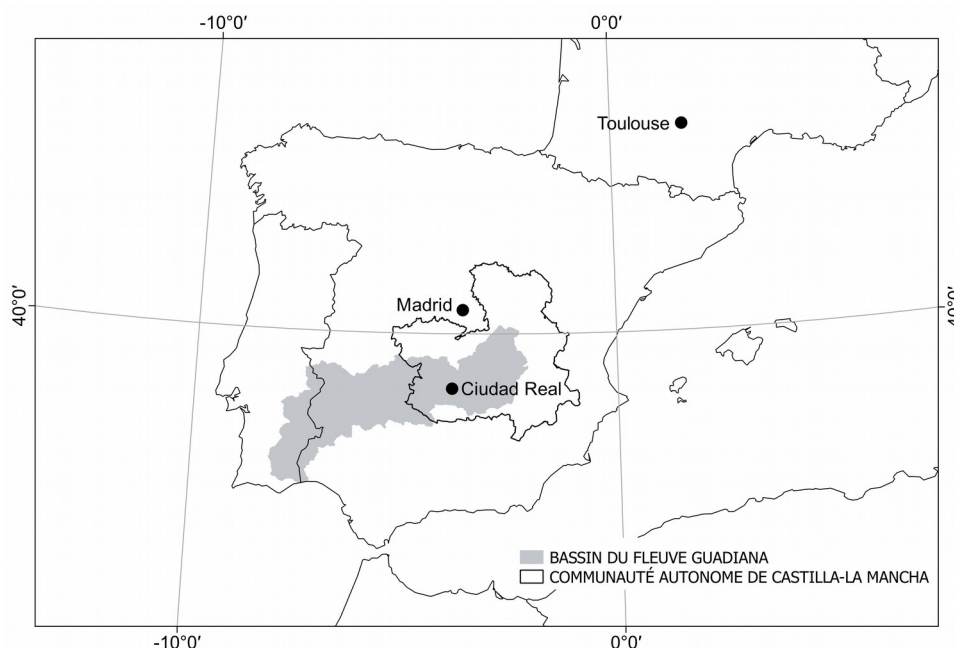 -10°0′
0°0′
Toulouse
40°0′
40°0′
Madrid
Ciudad Real
BASSIN DU FLEUVE GUADIANA
COMMUNAUTÉ AUTONOME DE CASTILLA-LA MANCHA
-10°0′
0°0′